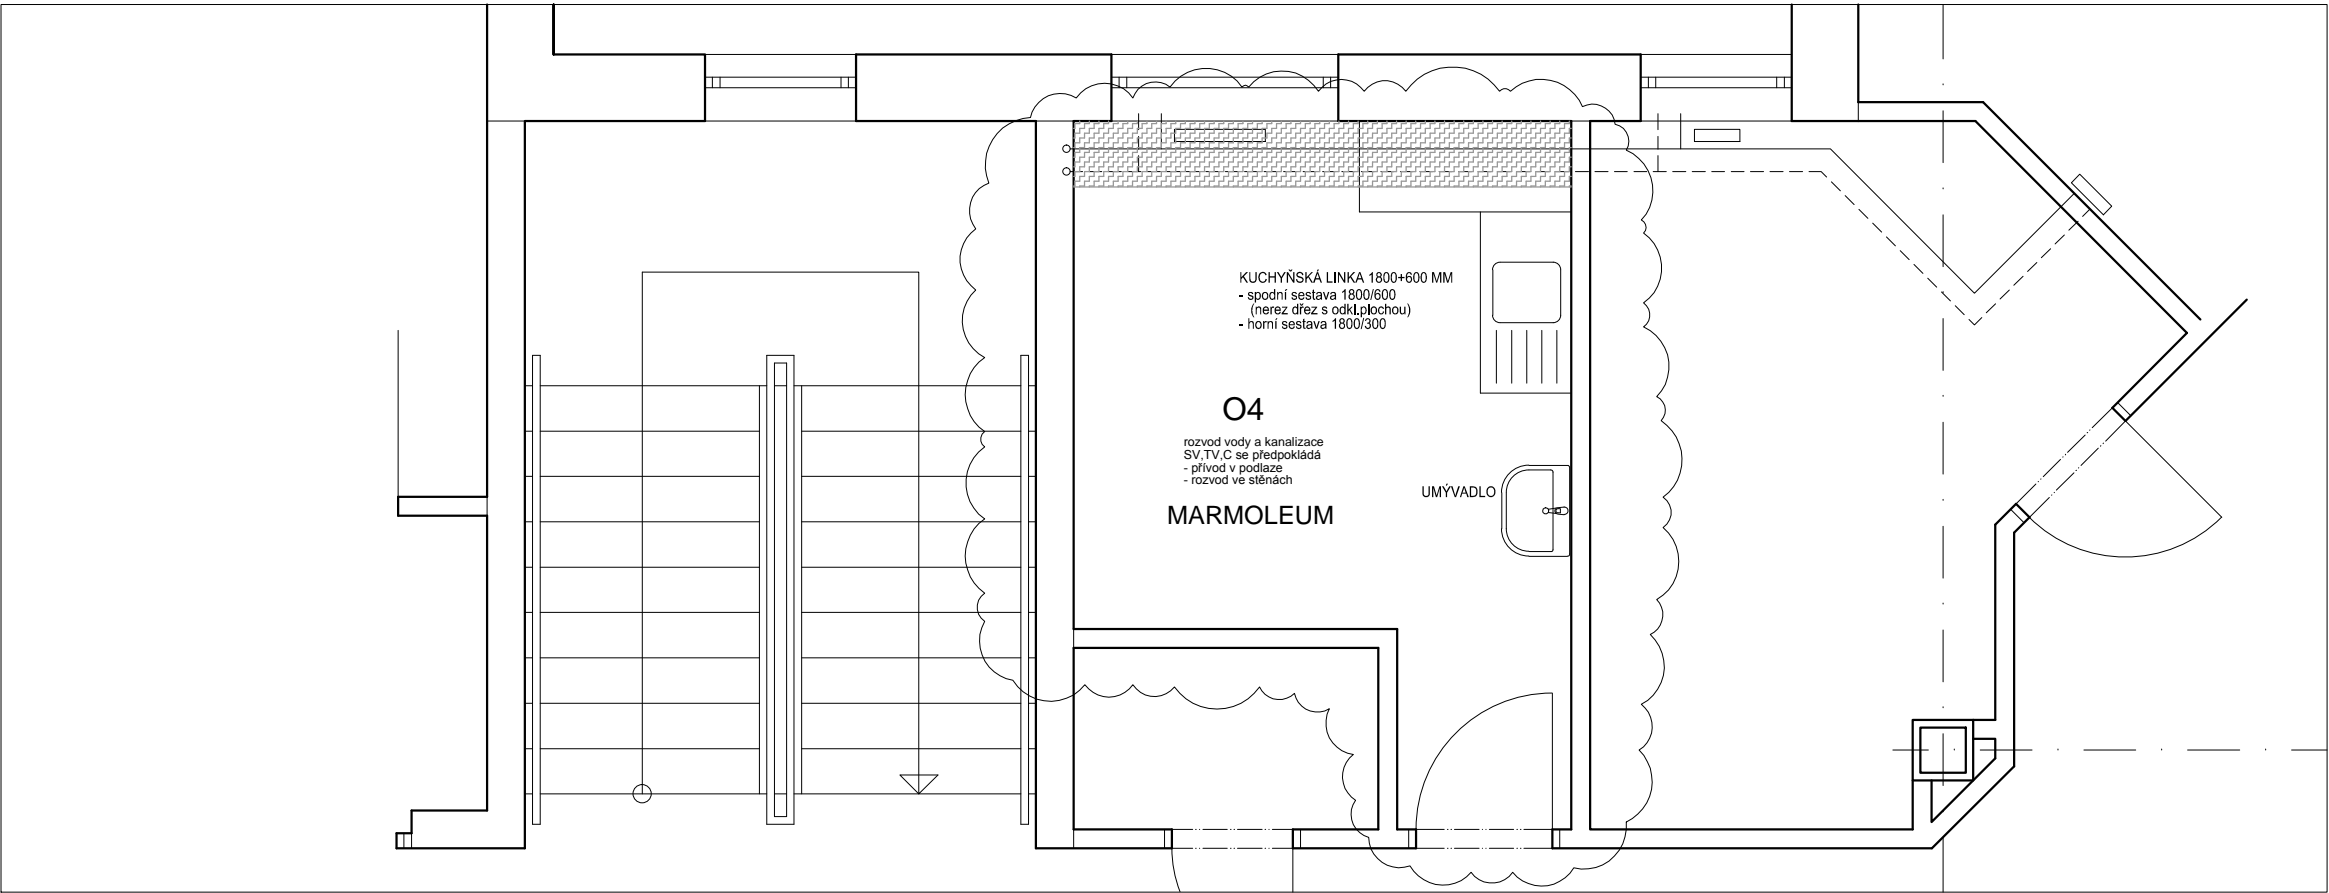 KUCHYŇSKÁ LINKA 1800+600 MM
- spodní sestava 1800/600
(nerez dřez s odkl.plochou)
- horní sestava 1800/300
O4
rozvod vody a kanalizace
SV,TV,C se předpokládá
- přívod v podlaze
- rozvod ve stěnách
UMÝVADLO
MARMOLEUM